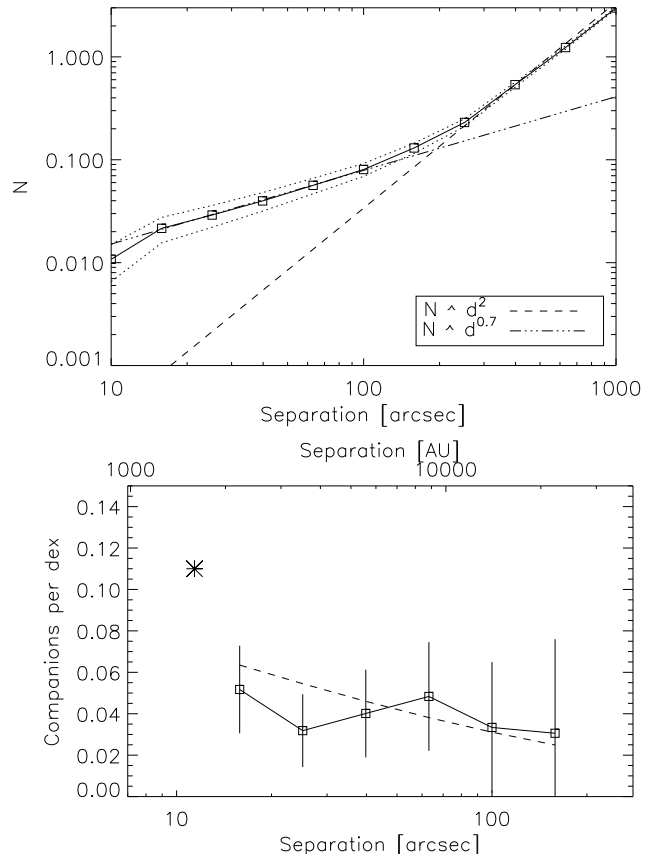 1.000
0.100
0.010
0.001
N
N ^ d^2
N ^ d^0.7
10 100 1000
Separation [arcsec]
Separation [AU]
1000 10000
0.14
0.12
0.10
0.08
0.06
0.04
0.02
0.00
Companions per dex
10 100
Separation [arcsec]